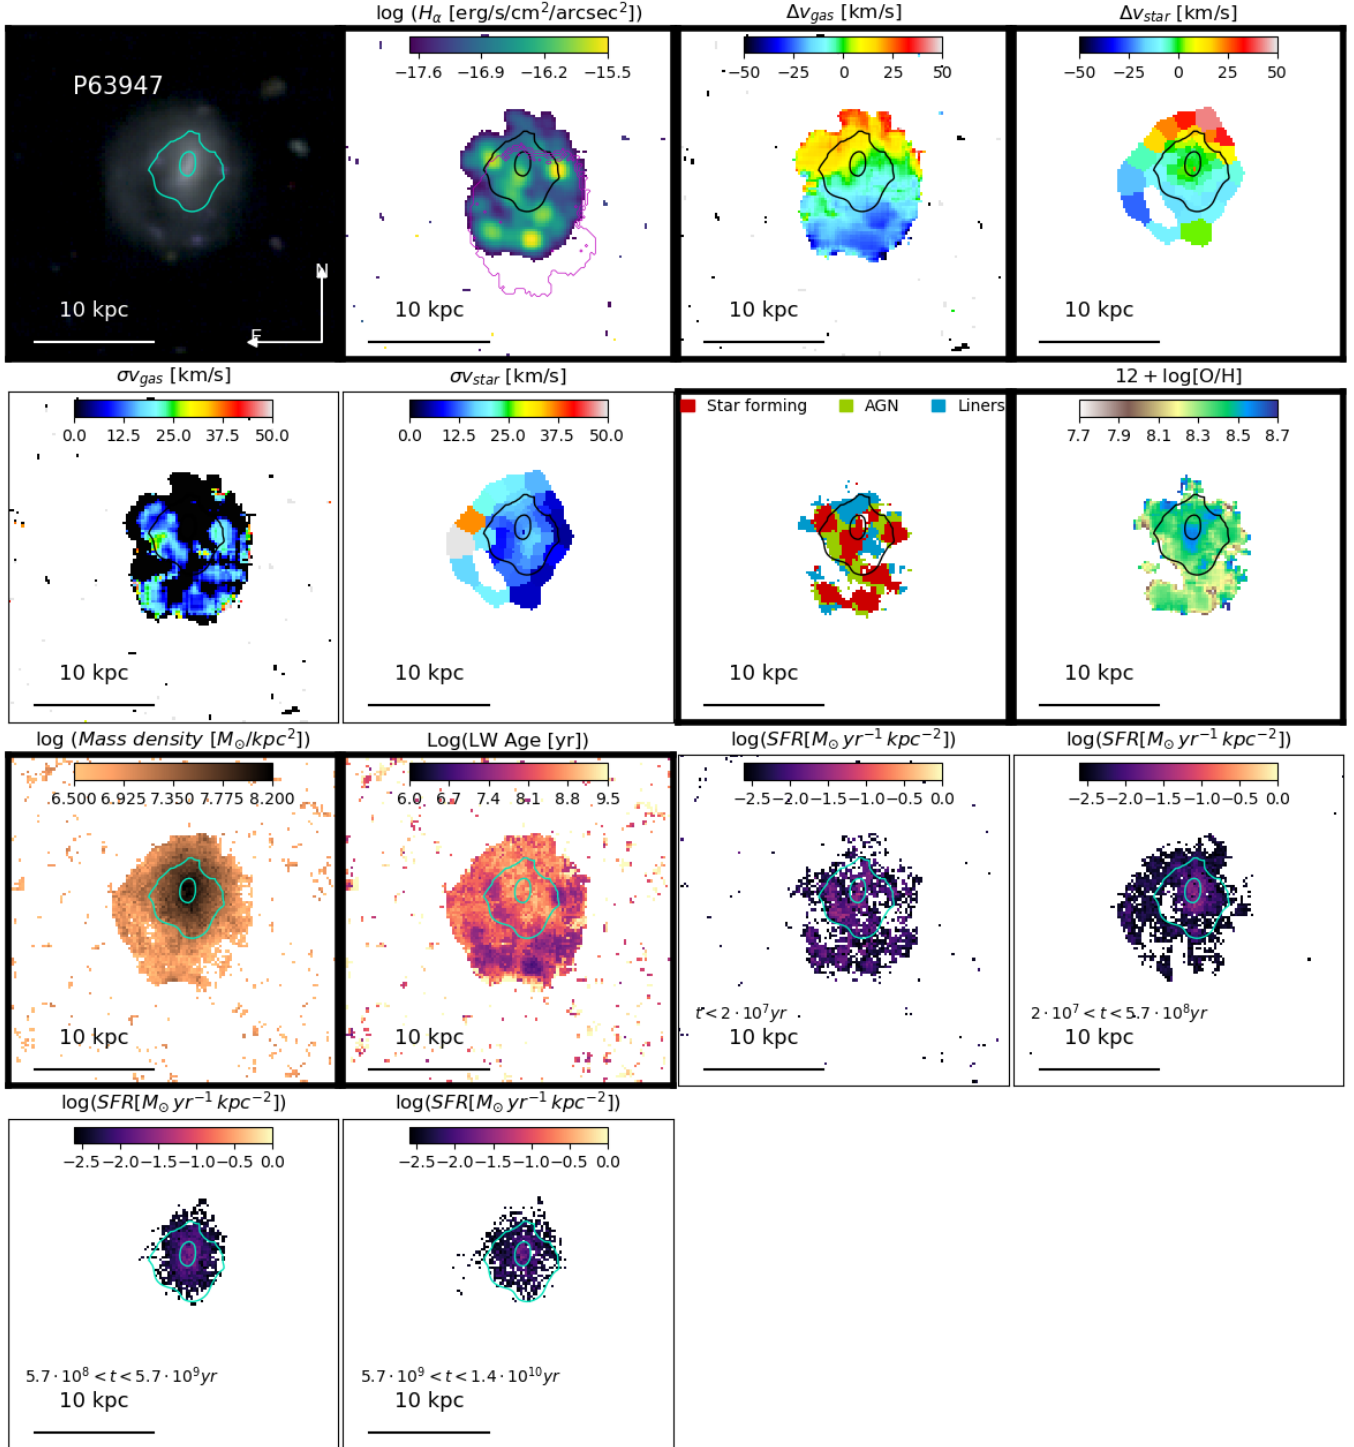 log (Hα [erg/s/cm²/arcsec²])
Δv_gas [km/s]
Δv_star [km/s]
P63947
−17.6 −16.9 −16.2 −15.5
−50 −25 0 25 50
−50 −25 0 25 50
N
E
10 kpc
10 kpc
10 kpc
10 kpc
σv_gas [km/s]
σv_star [km/s]
12 + log[O/H]
0.0 12.5 25.0 37.5 50.0
0.0 12.5 25.0 37.5 50.0
Star forming AGN Liners
7.7 7.9 8.1 8.3 8.5 8.7
10 kpc
10 kpc
10 kpc
10 kpc
log (Mass density [M⊙/kpc²])
Log(LW Age [yr])
log(SFR[M⊙ yr⁻¹ kpc⁻²])
log(SFR[M⊙ yr⁻¹ kpc⁻²])
6.500 6.925 7.350 7.775 8.200
6.0 6.7 7.4 8.1 8.8 9.5
−2.5 −2.0 −1.5 −1.0 −0.5 0.0
−2.5 −2.0 −1.5 −1.0 −0.5 0.0
t < 2 · 10⁷yr
2 · 10⁷ < t < 5.7 · 10⁸yr
10 kpc
10 kpc
10 kpc
10 kpc
log(SFR[M⊙ yr⁻¹ kpc⁻²])
log(SFR[M⊙ yr⁻¹ kpc⁻²])
−2.5 −2.0 −1.5 −1.0 −0.5 0.0
−2.5 −2.0 −1.5 −1.0 −0.5 0.0
5.7 · 10⁸ < t < 5.7 · 10⁹yr
5.7 · 10⁹ < t < 1.4 · 10¹⁰yr
10 kpc
10 kpc